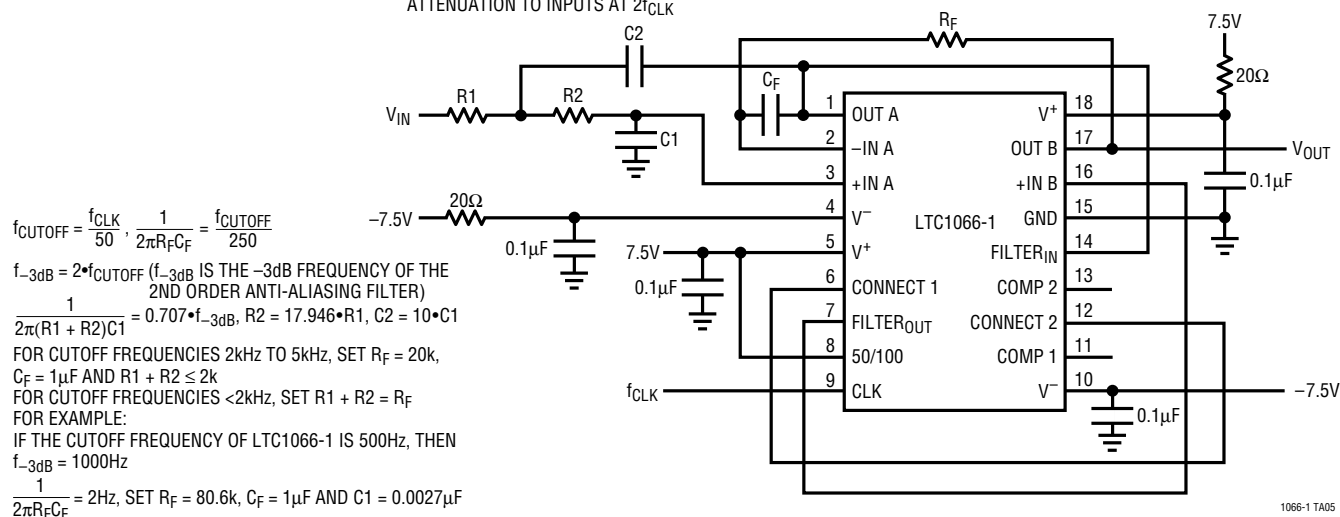 ATTENUATION TO INPUTS AT 2fCLK
C2
RF
7.5V
20Ω
CF
R1
R2
VIN
C1
1
OUT A
V+
18
2
–IN A
OUT B
17
VOUT
3
+IN A
+IN B
16
0.1µF
–7.5V
20Ω
4
V–
LTC1066-1
GND
15
0.1µF
7.5V
5
V+
FILTERIN
14
0.1µF
6
CONNECT 1
COMP 2
13
7
FILTEROUT
CONNECT 2
12
8
50/100
COMP 1
11
fCLK
9
CLK
V–
10
–7.5V
0.1µF
fCUTOFF = fCLK/50 , 1/2πRFCF = fCUTOFF/250
f–3dB = 2•fCUTOFF (f–3dB IS THE –3dB FREQUENCY OF THE
2ND ORDER ANTI-ALIASING FILTER)
1/2π(R1 + R2)C1 = 0.707•f–3dB, R2 = 17.946•R1, C2 = 10•C1
FOR CUTOFF FREQUENCIES 2kHz TO 5kHz, SET RF = 20k,
CF = 1µF AND R1 + R2 ≤ 2k
FOR CUTOFF FREQUENCIES <2kHz, SET R1 + R2 = RF
FOR EXAMPLE:
IF THE CUTOFF FREQUENCY OF LTC1066-1 IS 500Hz, THEN
f–3dB = 1000Hz
1/2πRFCF = 2Hz, SET RF = 80.6k, CF = 1µF AND C1 = 0.0027µF
1066-1 TA05